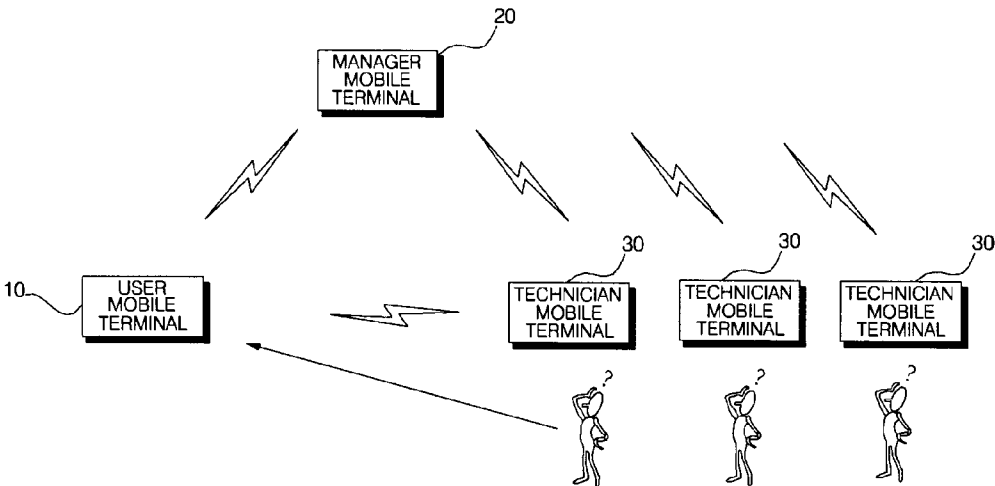 20
MANAGER
MOBILE
TERMINAL
10
USER
MOBILE
TERMINAL
30
TECHNICIAN
MOBILE
TERMINAL
30
TECHNICIAN
MOBILE
TERMINAL
30
TECHNICIAN
MOBILE
TERMINAL
?
?
?